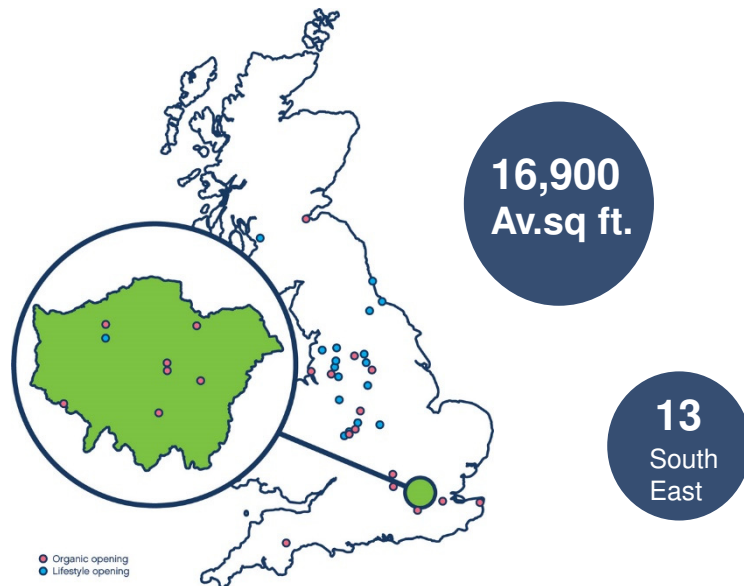 16,900
Av.sq ft.
13
South
East
Organic opening
Lifestyle opening